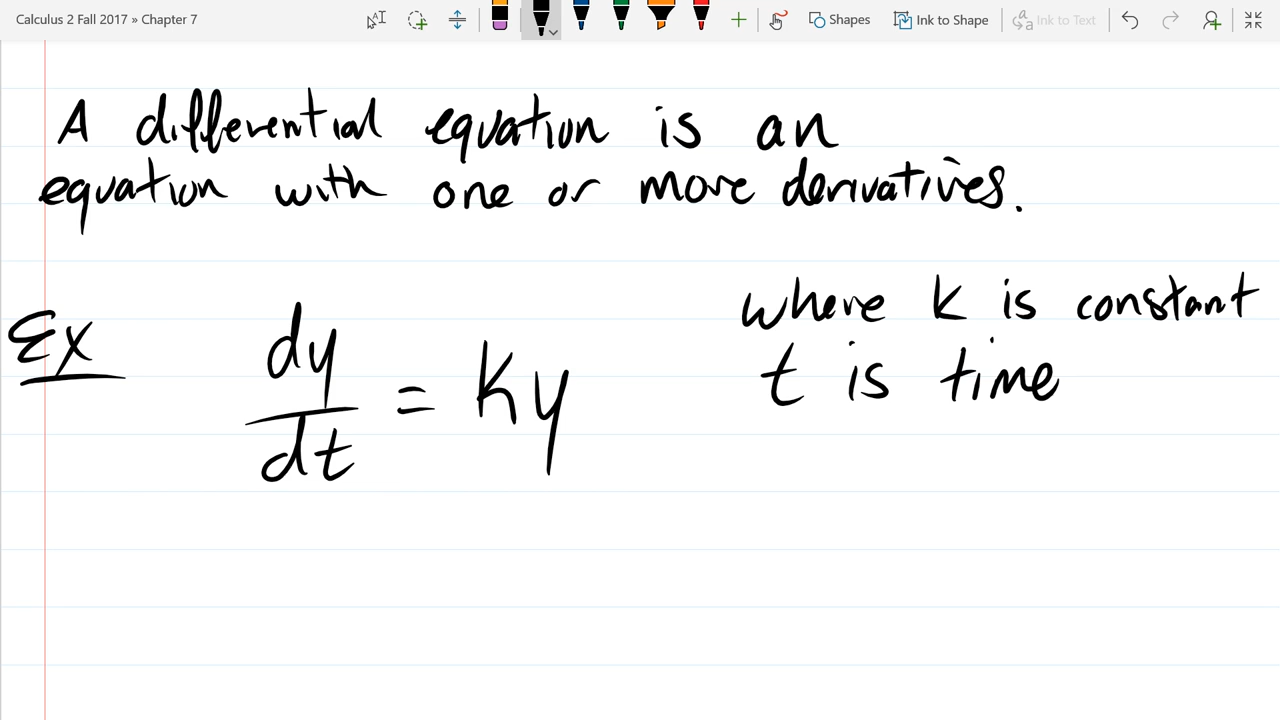 Calculus 2 Fall 2017 » Chapter 7
Shapes
Ink to Shape
Ink to Text
A differential equation is an
equation with one or more derivatives.
Ex
dy/dt = Ky
where K is constant
t is time